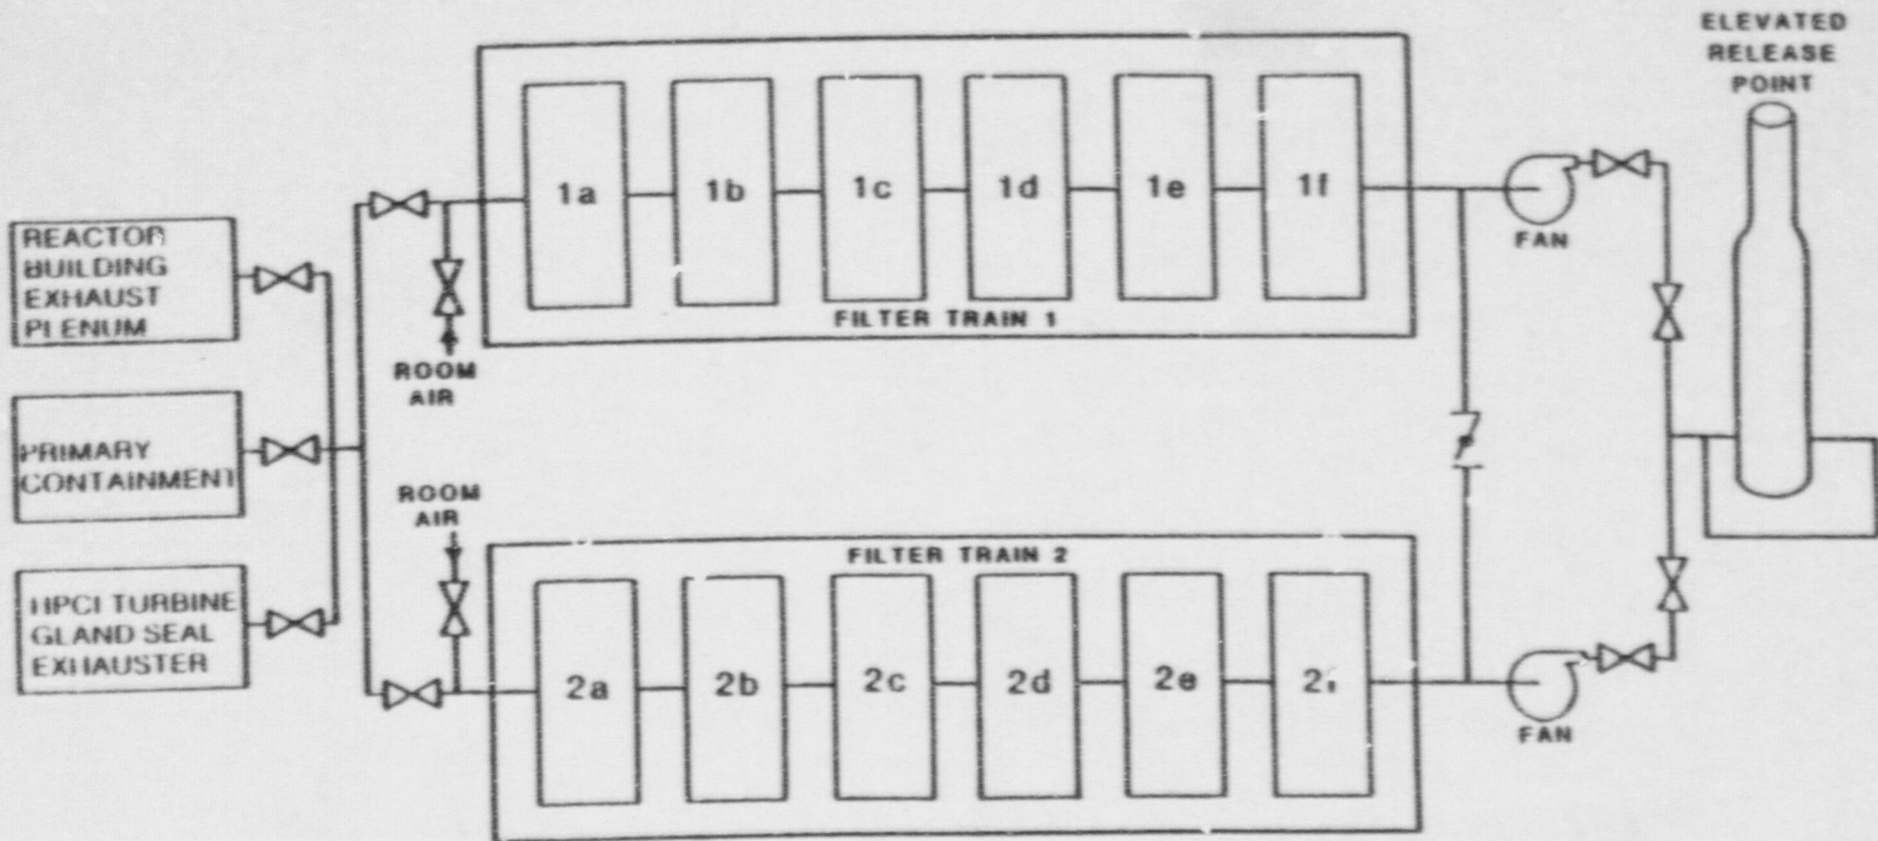 ELEVATED
RELEASE
POINT
1a
1b
1c
1d
1e
1f
FILTER TRAIN 1
FAN
REACTOR
BUILDING
EXHAUST
PLENUM
ROOM
AIR
PRIMARY
CONTAINMENT
ROOM
AIR
FILTER TRAIN 2
HPCI TURBINE
GLAND SEAL
EXHAUSTER
2a
2b
2c
2d
2e
FAN